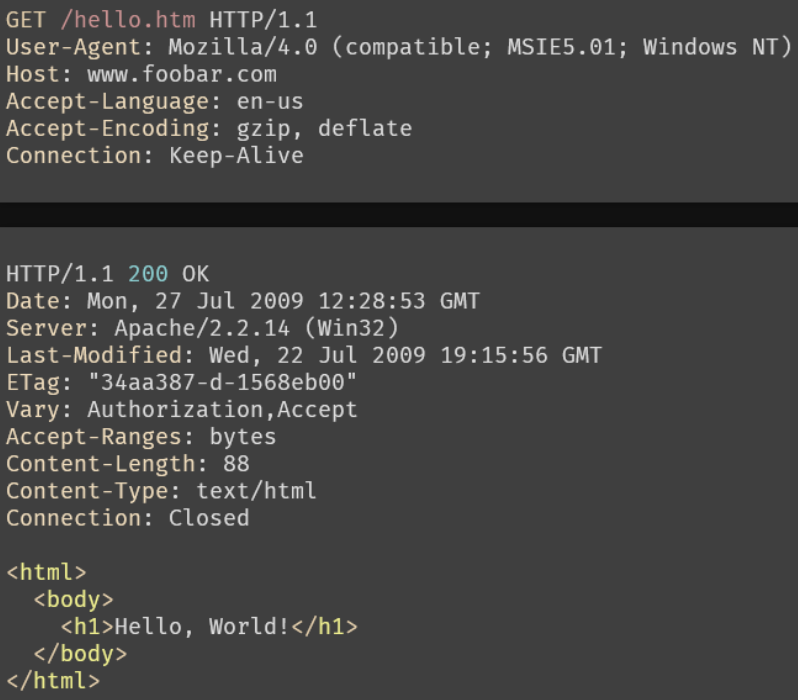 GET /hello.htm HTTP/1.1
User-Agent: Mozilla/4.0 (compatible; MSIE5.01; Windows NT)
Host: www.foobar.com
Accept-Language: en-us
Accept-Encoding: gzip, deflate
Connection: Keep-Alive
HTTP/1.1 200 OK
Date: Mon, 27 Jul 2009 12:28:53 GMT
Server: Apache/2.2.14 (Win32)
Last-Modified: Wed, 22 Jul 2009 19:15:56 GMT
ETag: "34aa387-d-1568eb00"
Vary: Authorization,Accept
Accept-Ranges: bytes
Content-Length: 88
Content-Type: text/html
Connection: Closed
<html>
  <body>
    <h1>Hello, World!</h1>
  </body>
</html>